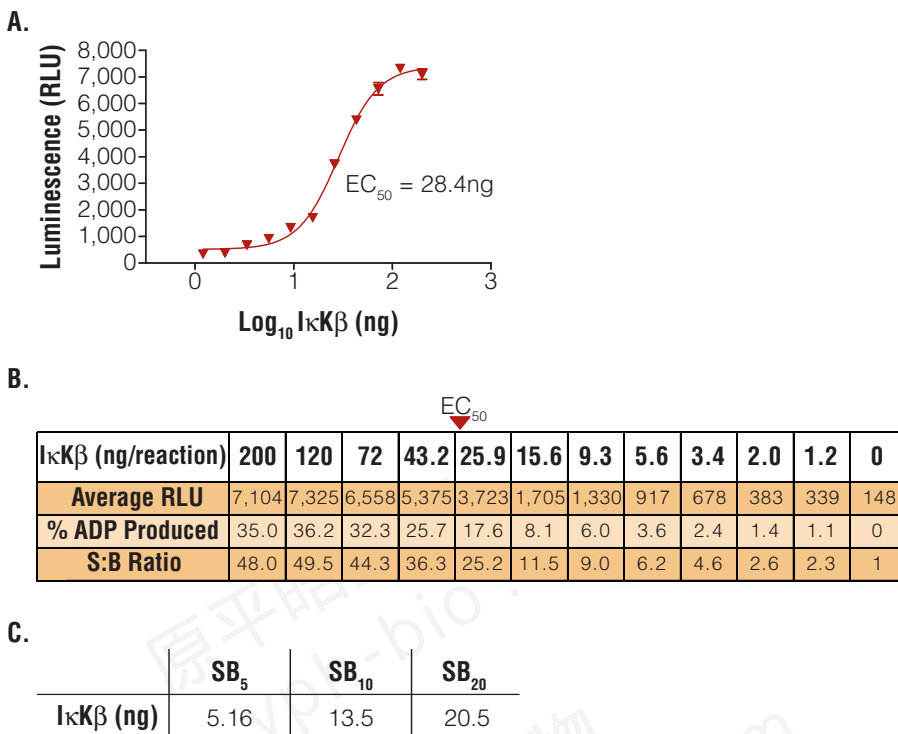 A.
8,000
7,000
6,000
5,000
4,000
3,000
2,000
1,000
0
Luminescence (RLU)
EC50 = 28.4ng
0 1 2 3
Log10 IκKβ (ng)
B.
EC50
IκKβ (ng/reaction) 200 120 72 43.2 25.9 15.6 9.3 5.6 3.4 2.0 1.2 0
Average RLU 7,104 7,325 6,558 5,375 3,723 1,705 1,330 917 678 383 339 148
% ADP Produced 35.0 36.2 32.3 25.7 17.6 8.1 6.0 3.6 2.4 1.4 1.1 0
S:B Ratio 48.0 49.5 44.3 36.3 25.2 11.5 9.0 6.2 4.6 2.6 2.3 1
C.
SB5 SB10 SB20
IκKβ (ng) 5.16 13.5 20.5